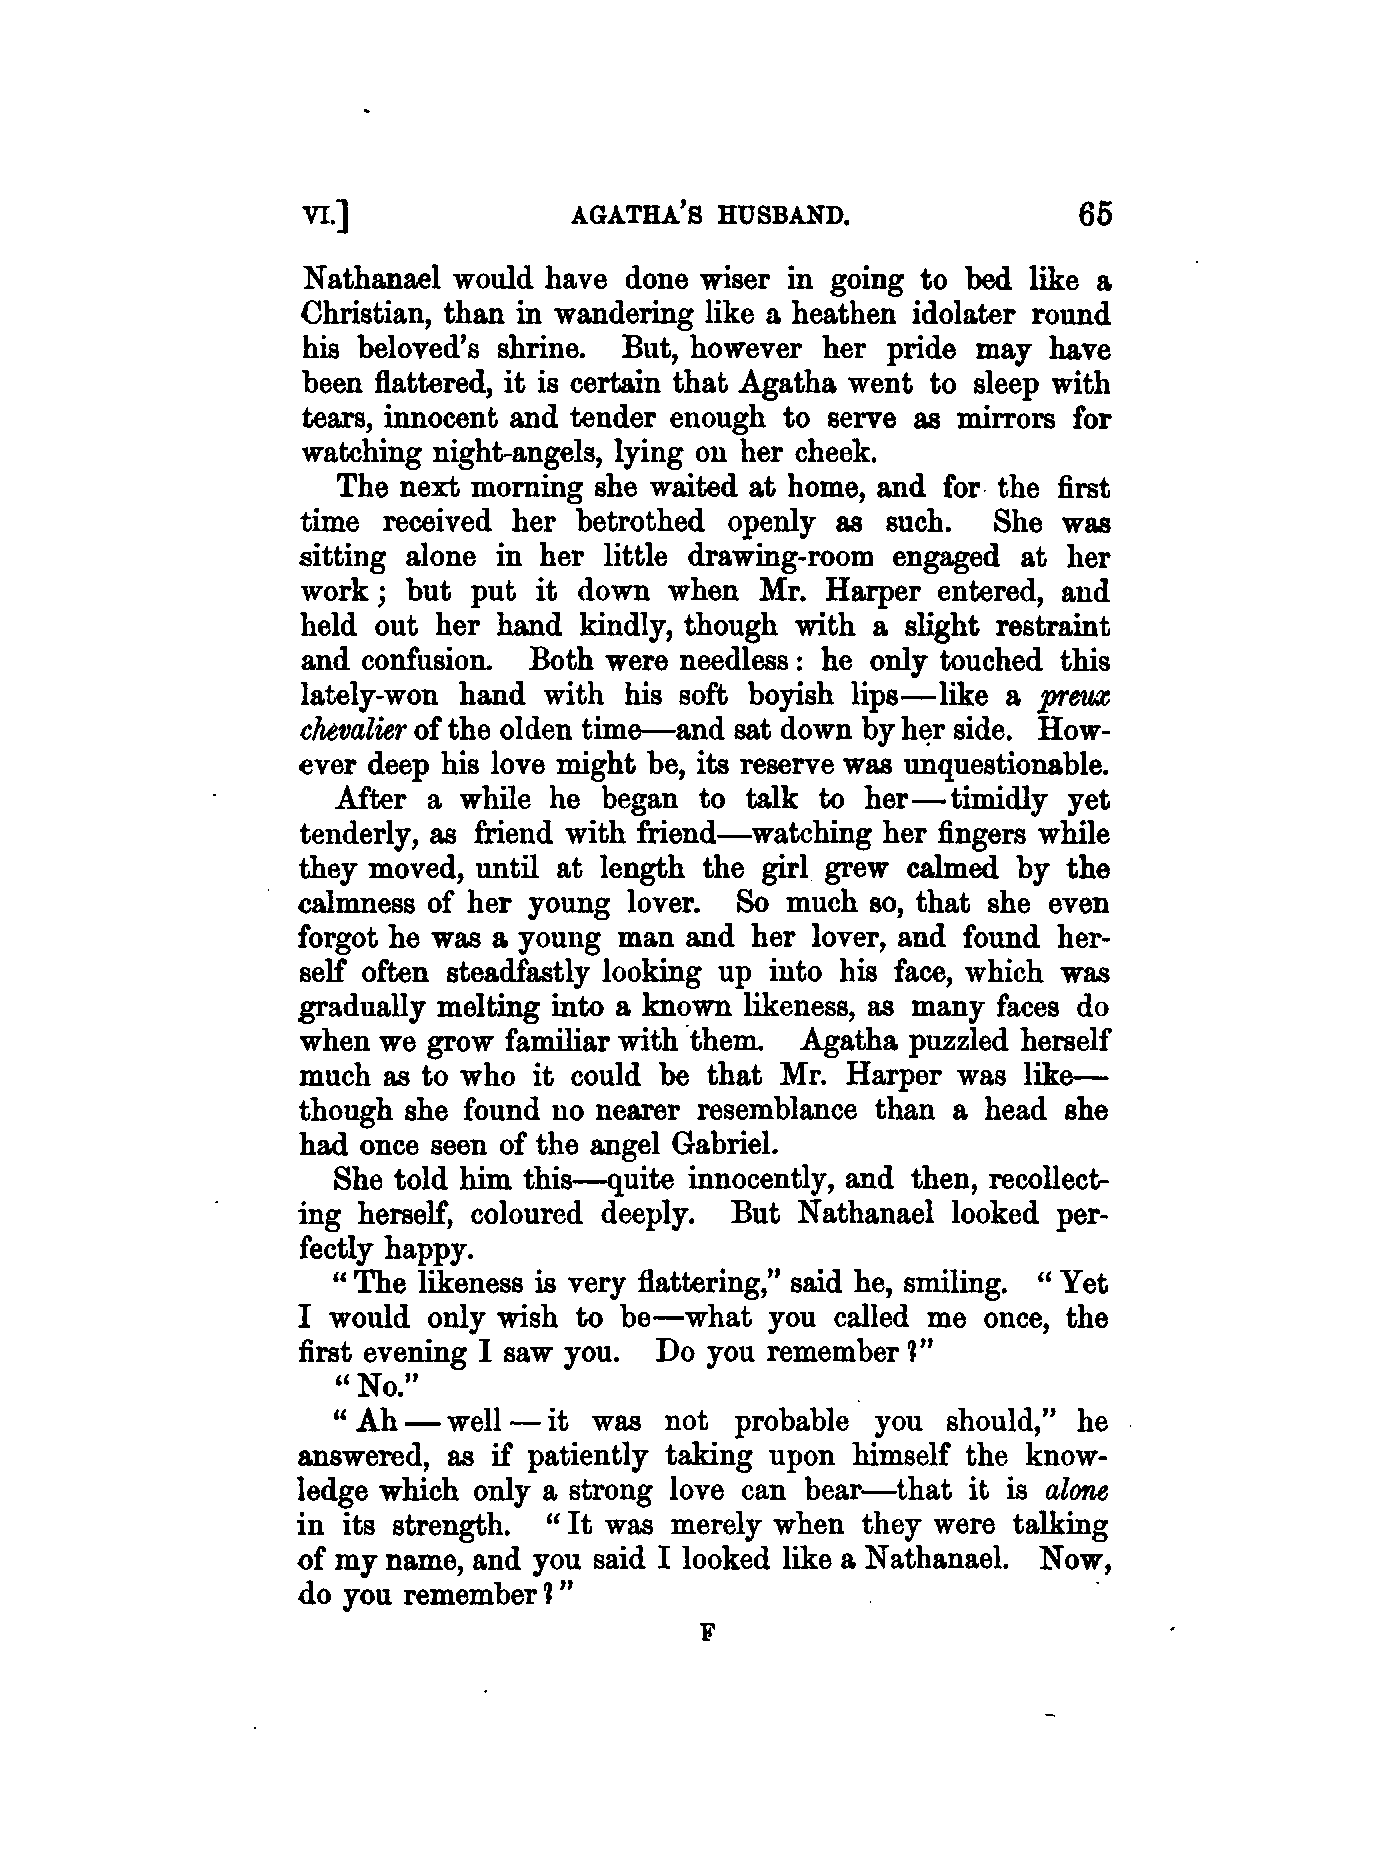 VI.] AGATHA'S HUSBAND. 65
Nathanael would have done wiser in going to bed like a
Christian, than in wandering like a heathen idolater round
his beloved's shrine. But, however her pride may have
been flattered, it is certain that Agatha went to sleep with
tears, innocent and tender enough to serve as mirrors for
watching night-angels, lying on her cheek.
The next morning she waited at home, and for the first
time received her betrothed openly as such. She was
sitting alone in her little drawing-room engaged at her
work; but put it down when Mr. Harper entered, and
held out her hand kindly, though with a slight restraint
and confusion. Both were needless: he only touched this
lately-won hand with his soft boyish lips—like a preux
chevalier of the olden time—and sat down by her side. How-
ever deep his love might be, its reserve was unquestionable.
After a while he began to talk to her—timidly yet
tenderly, as friend with friend—watching her fingers while
they moved, until at length the girl grew calmed by the
calmness of her young lover. So much so, that she even
forgot he was a young man and her lover, and found her-
self often steadfastly looking up into his face, which was
gradually melting into a known likeness, as many faces do
when we grow familiar with them. Agatha puzzled herself
much as to who it could be that Mr. Harper was like—
though she found no nearer resemblance than a head she
had once seen of the angel Gabriel.
She told him this—quite innocently, and then, recollect-
ing herself, coloured deeply. But Nathanael looked per-
fectly happy.
"The likeness is very flattering," said he, smiling. "Yet
I would only wish to be—what you called me once, the
first evening I saw you. Do you remember?"
"No."
"Ah—well—it was not probable you should," he
answered, as if patiently taking upon himself the know-
ledge which only a strong love can bear—that it is alone
in its strength. "It was merely when they were talking
of my name, and you said I looked like a Nathanael. Now,
do you remember?"
F